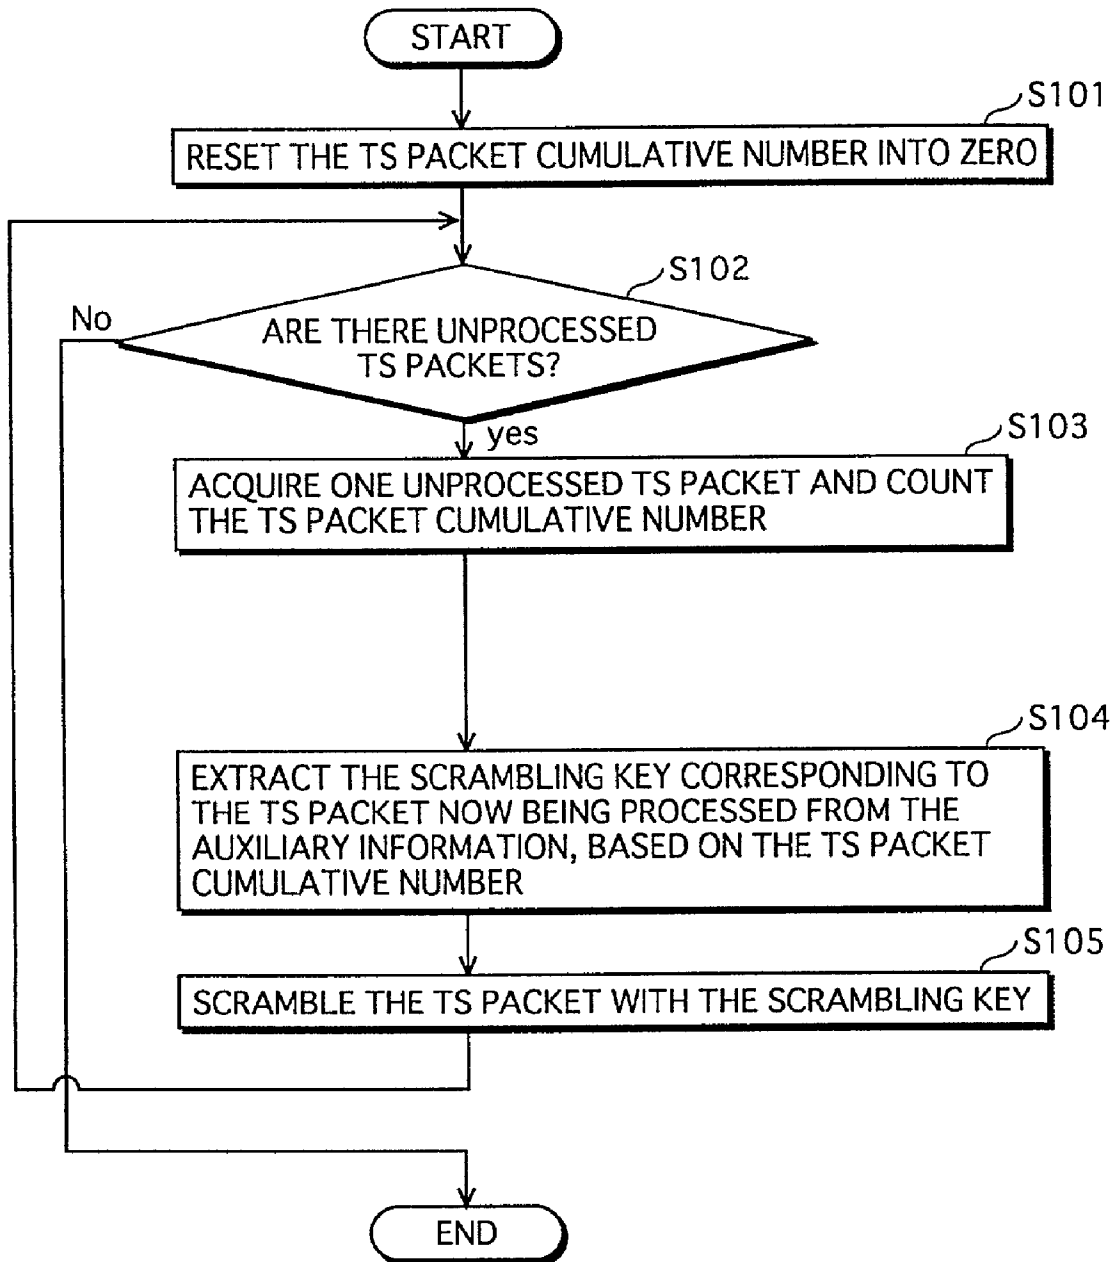 START
S101
RESET THE TS PACKET CUMULATIVE NUMBER INTO ZERO
S102
No
ARE THERE UNPROCESSED
TS PACKETS?
yes
S103
ACQUIRE ONE UNPROCESSED TS PACKET AND COUNT
THE TS PACKET CUMULATIVE NUMBER
S104
EXTRACT THE SCRAMBLING KEY CORRESPONDING TO
THE TS PACKET NOW BEING PROCESSED FROM THE
AUXILIARY INFORMATION, BASED ON THE TS PACKET
CUMULATIVE NUMBER
S105
SCRAMBLE THE TS PACKET WITH THE SCRAMBLING KEY
END